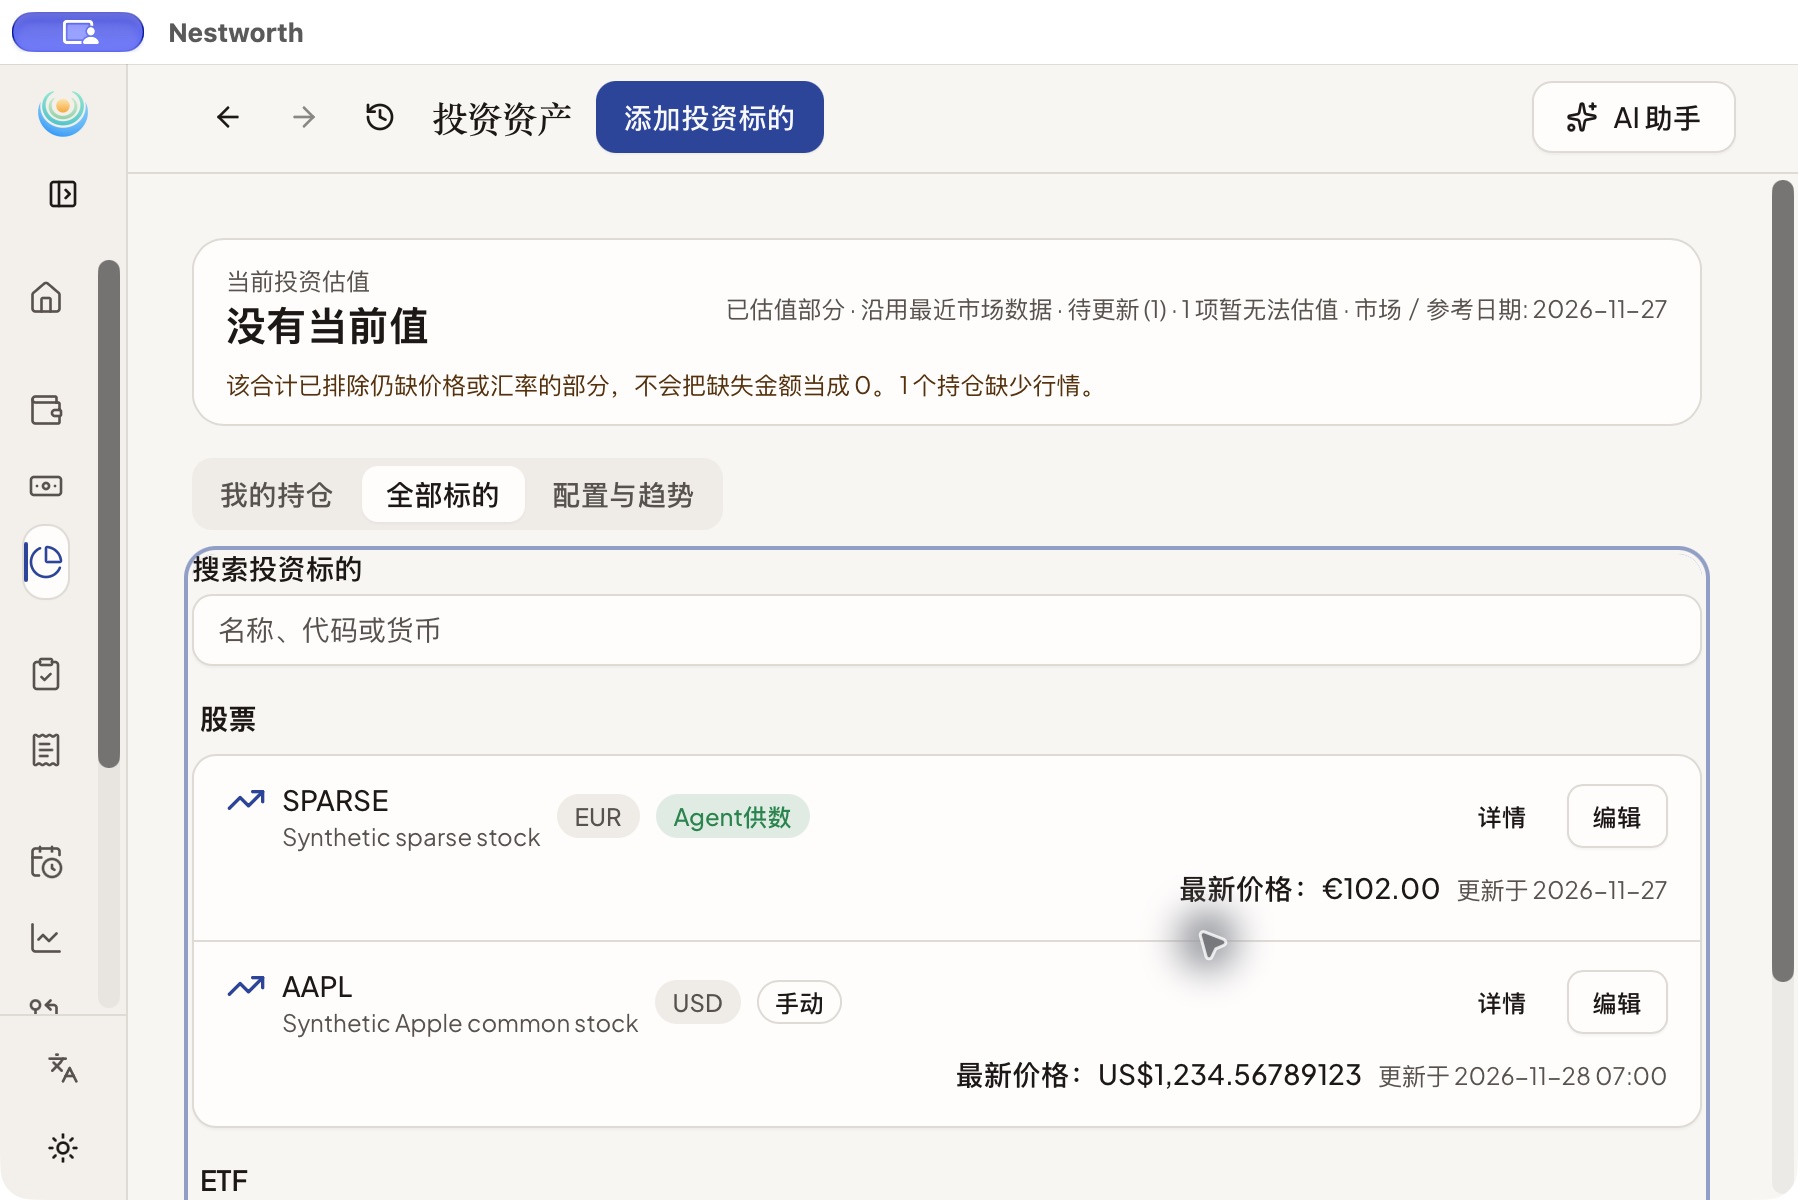 Nestworth
投资资产
添加投资标的
AI 助手
当前投资估值
没有当前值
已估值部分 · 沿用最近市场数据 · 待更新 (1) · 1 项暂无法估值 · 市场 / 参考日期: 2026-11-27
该合计已排除仍缺价格或汇率的部分，不会把缺失金额当成 0。1 个持仓缺少行情。
我的持仓 全部标的 配置与趋势
搜索投资标的
名称、代码或货币
股票
SPARSE
Synthetic sparse stock
EUR
Agent供数
详情
编辑
最新价格：€102.00 更新于 2026-11-27
AAPL
Synthetic Apple common stock
USD
手动
详情
编辑
最新价格：US$1,234.56789123 更新于 2026-11-28 07:00
ETF